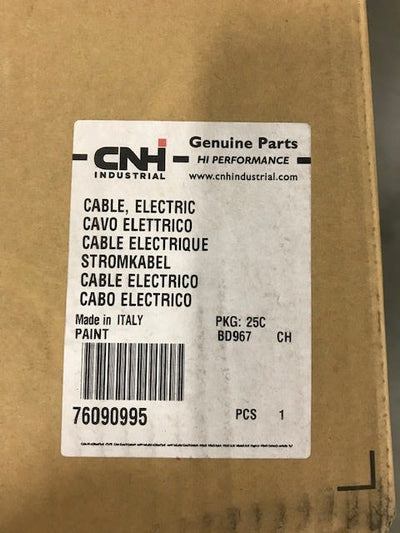 CNH
INDUSTRIAL
Genuine Parts
HI PERFORMANCE
www.cnhindustrial.com
CABLE, ELECTRIC
CAVO ELETTRICO
CABLE ELECTRIQUE
STROMKABEL
CABLE ELECTRICO
CABO ELECTRICO
Made in ITALY PKG: 25C
PAINT BD967 CH
76090995 PCS 1